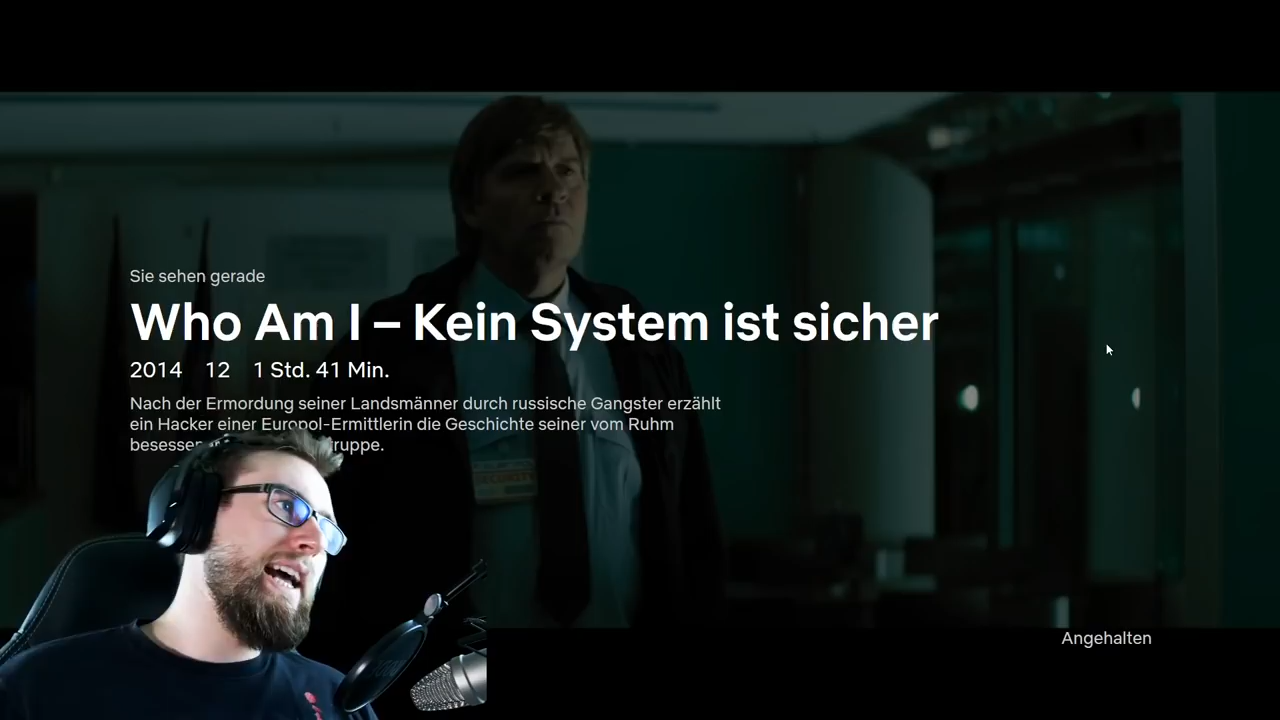 Sie sehen gerade
Who Am I – Kein System ist sicher
2014 12 1 Std. 41 Min.
Nach der Ermordung seiner Landsmänner durch russische Gangster erzählt
ein Hacker einer Europol-Ermittlerin die Geschichte seiner vom Ruhm
Angehalten